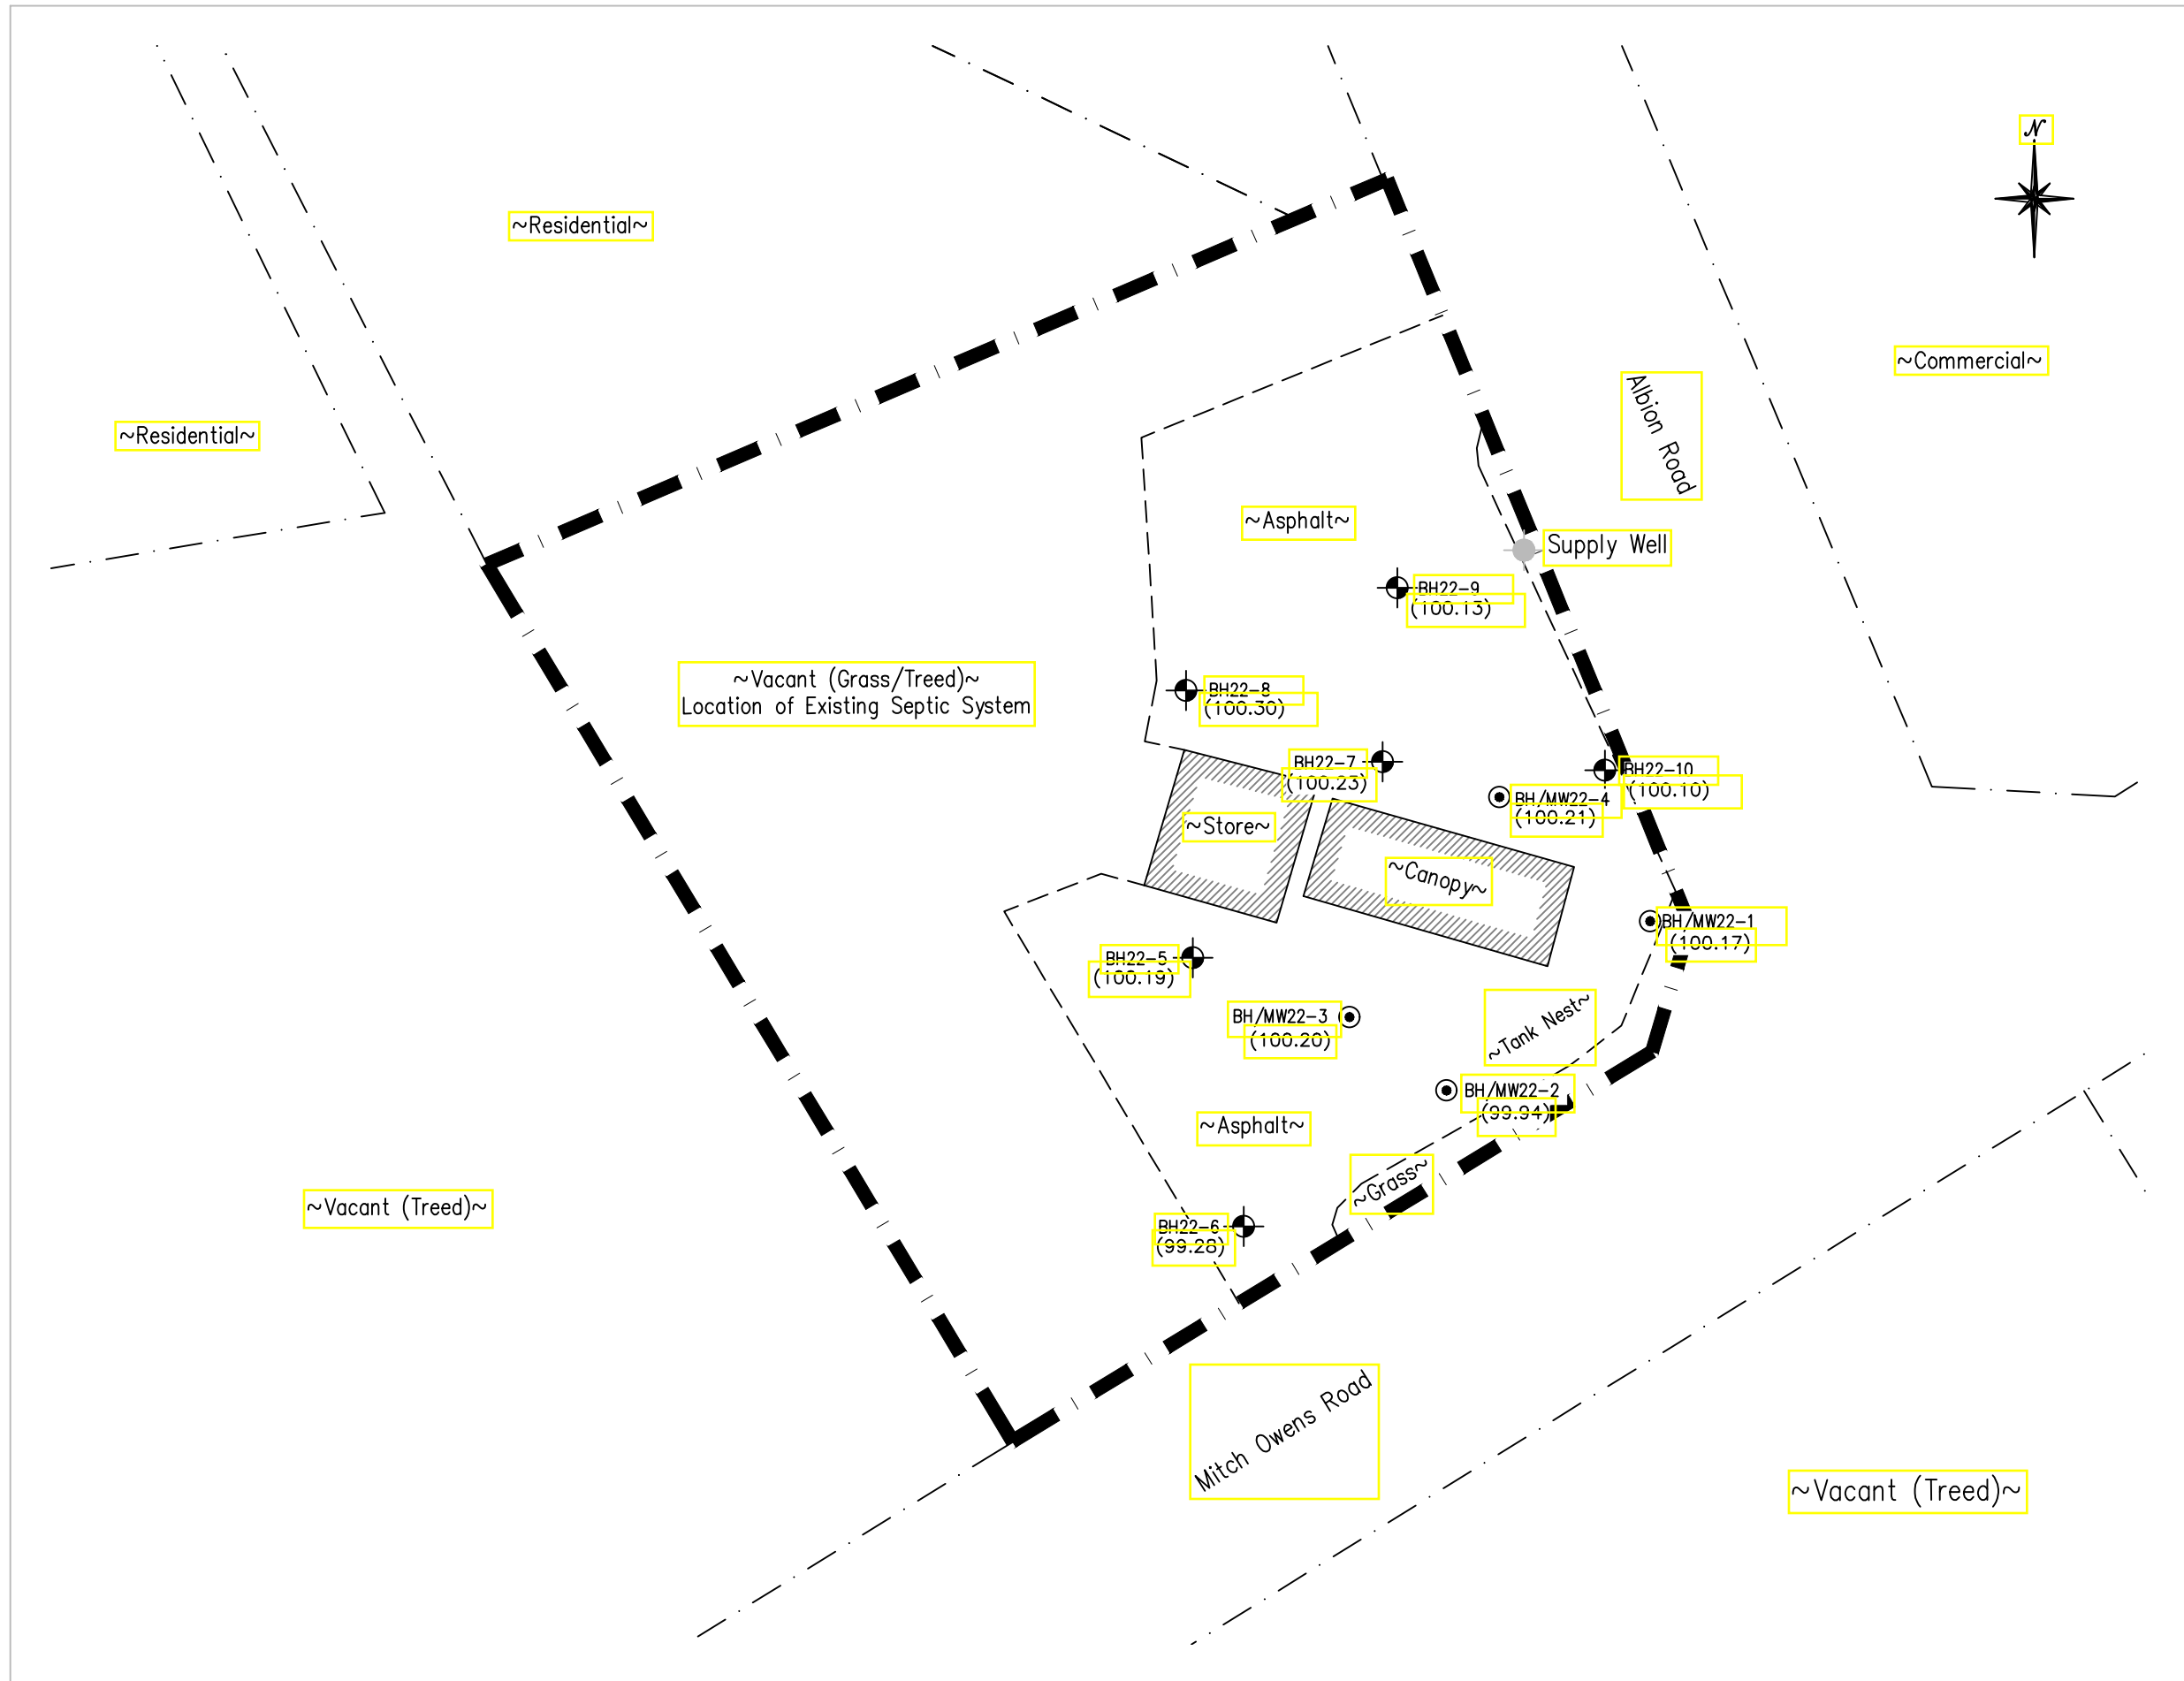 N
~Residential~
~Commercial~
Albion Road
~Residential~
~Asphalt~
Supply Well
BH22-9
(100.13)
~Vacant (Grass/Treed)~
Location of Existing Septic System
BH22-8
(100.30)
BH22-7
(100.23)
BH22-10
(100.10)
BH/MW22-4
(100.21)
~Store~
~Canopy~
BH/MW22-1
(100.17)
BH22-5
(100.19)
BH/MW22-3
(100.20)
~Tank Nest~
BH/MW22-2
(99.94)
~Asphalt~
~Grass~
~Vacant (Treed)~
BH22-6
(99.28)
Mitch Owens Road
~Vacant (Treed)~